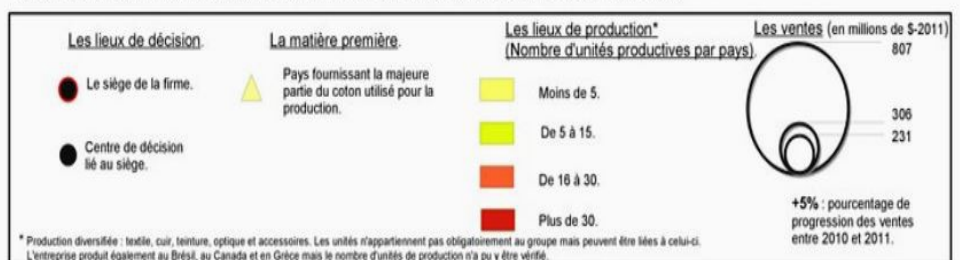 Les lieux de décision.
Le siège de la firme.
Centre de décision
lié au siège.
La matière première.
Pays fournissant la majeure
partie du coton utilisé pour la
production.
Les lieux de production*
(Nombre d'unités productives par pays).
Moins de 5.
De 5 à 15.
De 16 à 30.
Plus de 30.
Les ventes (en millions de $-2011)
807
306
231
+5% : pourcentage de
progression des ventes
entre 2010 et 2011.
* Production diversifiée : textile, cuir, teinture, optique et accessoires. Les unités n'appartiennent pas obligatoirement au groupe mais peuvent être liées à celui-ci.
L'entreprise produit également au Brésil, au Canada et en Grèce mais le nombre d'unités de production n'a pu y être vérifié.